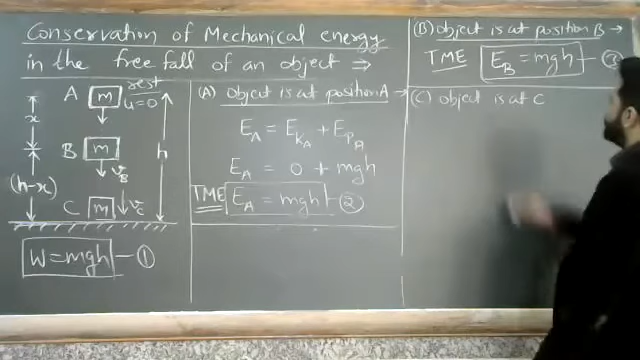 Conservation of Mechanical energy
in the free fall of an object ⇒
A m rest
u=0
x
B m
v_B
(h-x)
C m v_C
h
W=mgh — ①
(A) Object is at position A →
E_A = E_KA + E_PA
E_A = 0 + mgh
TME E_A = mgh — ②
(B) Object is at position B →
TME E_B = mgh — ③
(C) Object is at C